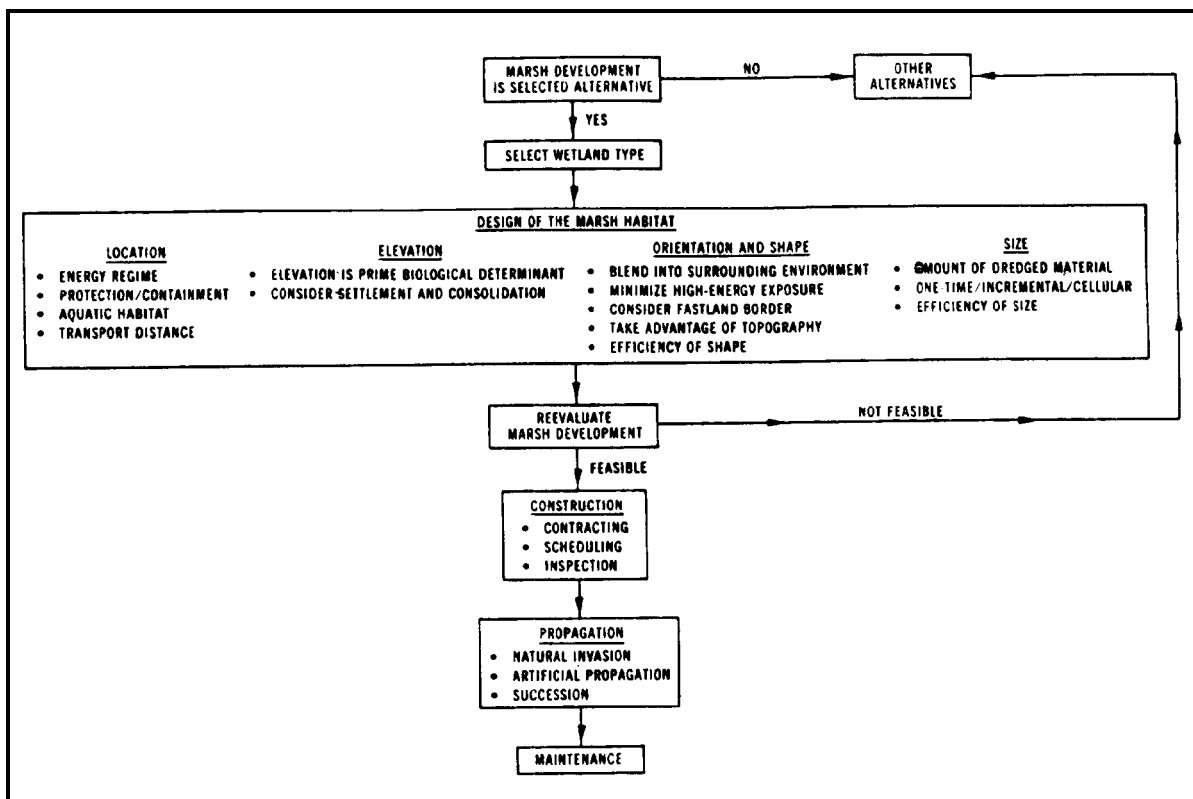 MARSH DEVELOPMENT
IS SELECTED ALTERNATIVE
NO
OTHER
ALTERNATIVES
YES
SELECT WETLAND TYPE
DESIGN OF THE MARSH HABITAT
LOCATION
• ENERGY REGIME
• PROTECTION/CONTAINMENT
• AQUATIC HABITAT
• TRANSPORT DISTANCE
ELEVATION
• ELEVATION IS PRIME BIOLOGICAL DETERMINANT
• CONSIDER SETTLEMENT AND CONSOLIDATION
ORIENTATION AND SHAPE
• BLEND INTO SURROUNDING ENVIRONMENT
• MINIMIZE HIGH-ENERGY EXPOSURE
• CONSIDER FASTLAND BORDER
• TAKE ADVANTAGE OF TOPOGRAPHY
• EFFICIENCY OF SHAPE
SIZE
• AMOUNT OF DREDGED MATERIAL
• ONE-TIME/INCREMENTAL/CELLULAR
• EFFICIENCY OF SIZE
REEVALUATE
MARSH DEVELOPMENT
NOT FEASIBLE
FEASIBLE
CONSTRUCTION
• CONTRACTING
• SCHEDULING
• INSPECTION
PROPAGATION
• NATURAL INVASION
• ARTIFICIAL PROPAGATION
• SUCCESSION
MAINTENANCE